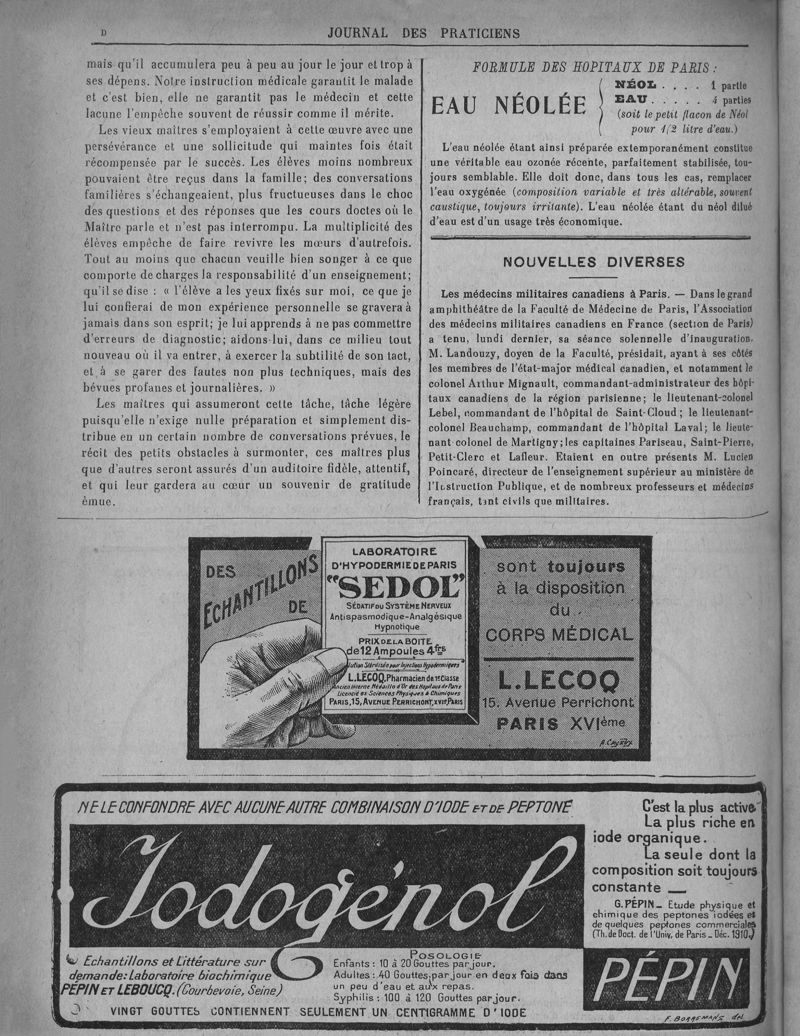 D
JOURNAL DES PRATICIENS
mais qu'il accumulera peu à peu au jour le jour et trop à
ses dépens. Notre instruction médicale garantit le malade
et c'est bien, elle ne garantit pas le médecin et cette
lacune l'empêche souvent de réussir comme il mérite.
Les vieux maîtres s'employaient à cette œuvre avec une
persévérance et une sollicitude qui maintes fois était
récompensée par le succès. Les élèves moins nombreux
pouvaient être reçus dans la famille; des conversations
familières s'échangeaient, plus fructueuses dans le choc
des questions et des réponses que les cours doctes où le
Maître parle et n'est pas interrompu. La multiplicité des
élèves empêche de faire revivre les mœurs d'autrefois.
Tout au moins que chacun veuille bien songer à ce que
comporte de charges la responsabilité d'un enseignement;
qu'il se dise : « l'élève a les yeux fixés sur moi, ce que je
lui confierai de mon expérience personnelle se gravera à
jamais dans son esprit; je lui apprends à ne pas commettre
d'erreurs de diagnostic; aidons-lui, dans ce milieu tout
nouveau où il va entrer, à exercer la subtilité de son tact,
et à se garer des fautes non plus techniques, mais des
bévues profanes et journalières. »
Les maîtres qui assumeront cette tâche, tâche légère
puisqu'elle n'exige nulle préparation et simplement dis-
tribue en un certain nombre de conversations prévues, le
récit des petits obstacles à surmonter, ces maîtres plus
que d'autres seront assurés d'un auditoire fidèle, attentif,
et qui leur gardera au cœur un souvenir de gratitude
émue.
FORMULE DES HOPITAUX DE PARIS :
EAU NÉOLÉE
NÉOL . . . . 1 partie
EAU . . . . . 4 parties
(soit le petit flacon de Néol
pour 1/2 litre d'eau.)
L'eau néolée étant ainsi préparée extemporanément constitue
une véritable eau ozonée récente, parfaitement stabilisée, tou-
jours semblable. Elle doit donc, dans tous les cas, remplacer
l'eau oxygénée (composition variable et très altérable, souvent
caustique, toujours irritante). L'eau néolée étant du néol dilué
d'eau est d'un usage très économique.
NOUVELLES DIVERSES
Les médecins militaires canadiens à Paris. — Dans le grand
amphithéâtre de la Faculté de Médecine de Paris, l'Association
des médecins militaires canadiens en France (section de Paris)
a tenu, lundi dernier, sa séance solennelle d'inauguration.
M. Landouzy, doyen de la Faculté, présidait, ayant à ses côtés
les membres de l'état-major médical canadien, et notamment le
colonel Arthur Mignault, commandant-administrateur des hôpi-
taux canadiens de la région parisienne; le lieutenant-colonel
Lebel, commandant de l'hôpital de Saint-Cloud; le lieutenant-
colonel Beauchamp, commandant de l'hôpital Laval; le lieute-
nant-colonel de Martigny; les capitaines Pariseau, Saint-Pierre,
Petit-Clerc et Lafleur. Etaient en outre présents M. Lucien
Poincaré, directeur de l'enseignement supérieur au ministère de
l'Instruction Publique, et de nombreux professeurs et médecins
français, tant civils que militaires.
DES
ECHANTILLONS
DE
LABORATOIRE
D'HYPODERMIE DE PARIS
"SEDOL"
SÉDATIF DU SYSTÈME NERVEUX
Antispasmodique-Analgésique
Hypnotique
PRIX DE LA BOITE
de 12 Ampoules 4frs
Solution Stérilisée pour Injections Hypodermiques
L.LECOQ, Pharmacien de 1re Classe
Ancien Interne Médaille d'Or des Hopitaux de Paris
Licencié es Sciences Physiques & Chimiques
PARIS, 15, AVENUE PERRICHONT, XVIe, PARIS
sont toujours
à la disposition
du
CORPS MÉDICAL
L.LECOQ
15. Avenue Perrichont
PARIS XVIème
NE LE CONFONDRE AVEC AUCUNE AUTRE COMBINAISON D'IODE ET DE PEPTONE
Iodogénol
C'est la plus active
La plus riche en
iode organique.
La seule dont la
composition soit toujours
constante —
G.PÉPIN_ Etude physique et
chimique des peptones iodées et
de quelques peptones commerciales
(Th. de Doct. de l'Univ. de Paris_Déc. 1910.)
Echantillons et Littérature sur
demande: Laboratoire biochimique
PÉPIN ET LEBOUCQ. (Courbevoie, Seine)
POSOLOGIE
Enfants: 10 à 20 Gouttes par jour.
Adultes: 40 Gouttes par jour en deux fois dans
un peu d'eau et aux repas.
Syphilis: 100 à 120 Gouttes par jour.
VINGT GOUTTES CONTIENNENT SEULEMENT UN CENTIGRAMME D'IODE
PÉPIN